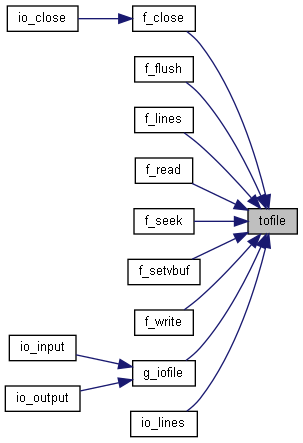 io_close
f_close
f_flush
f_lines
f_read
f_seek
tofile
f_setvbuf
f_write
io_input
g_iofile
io_output
io_lines